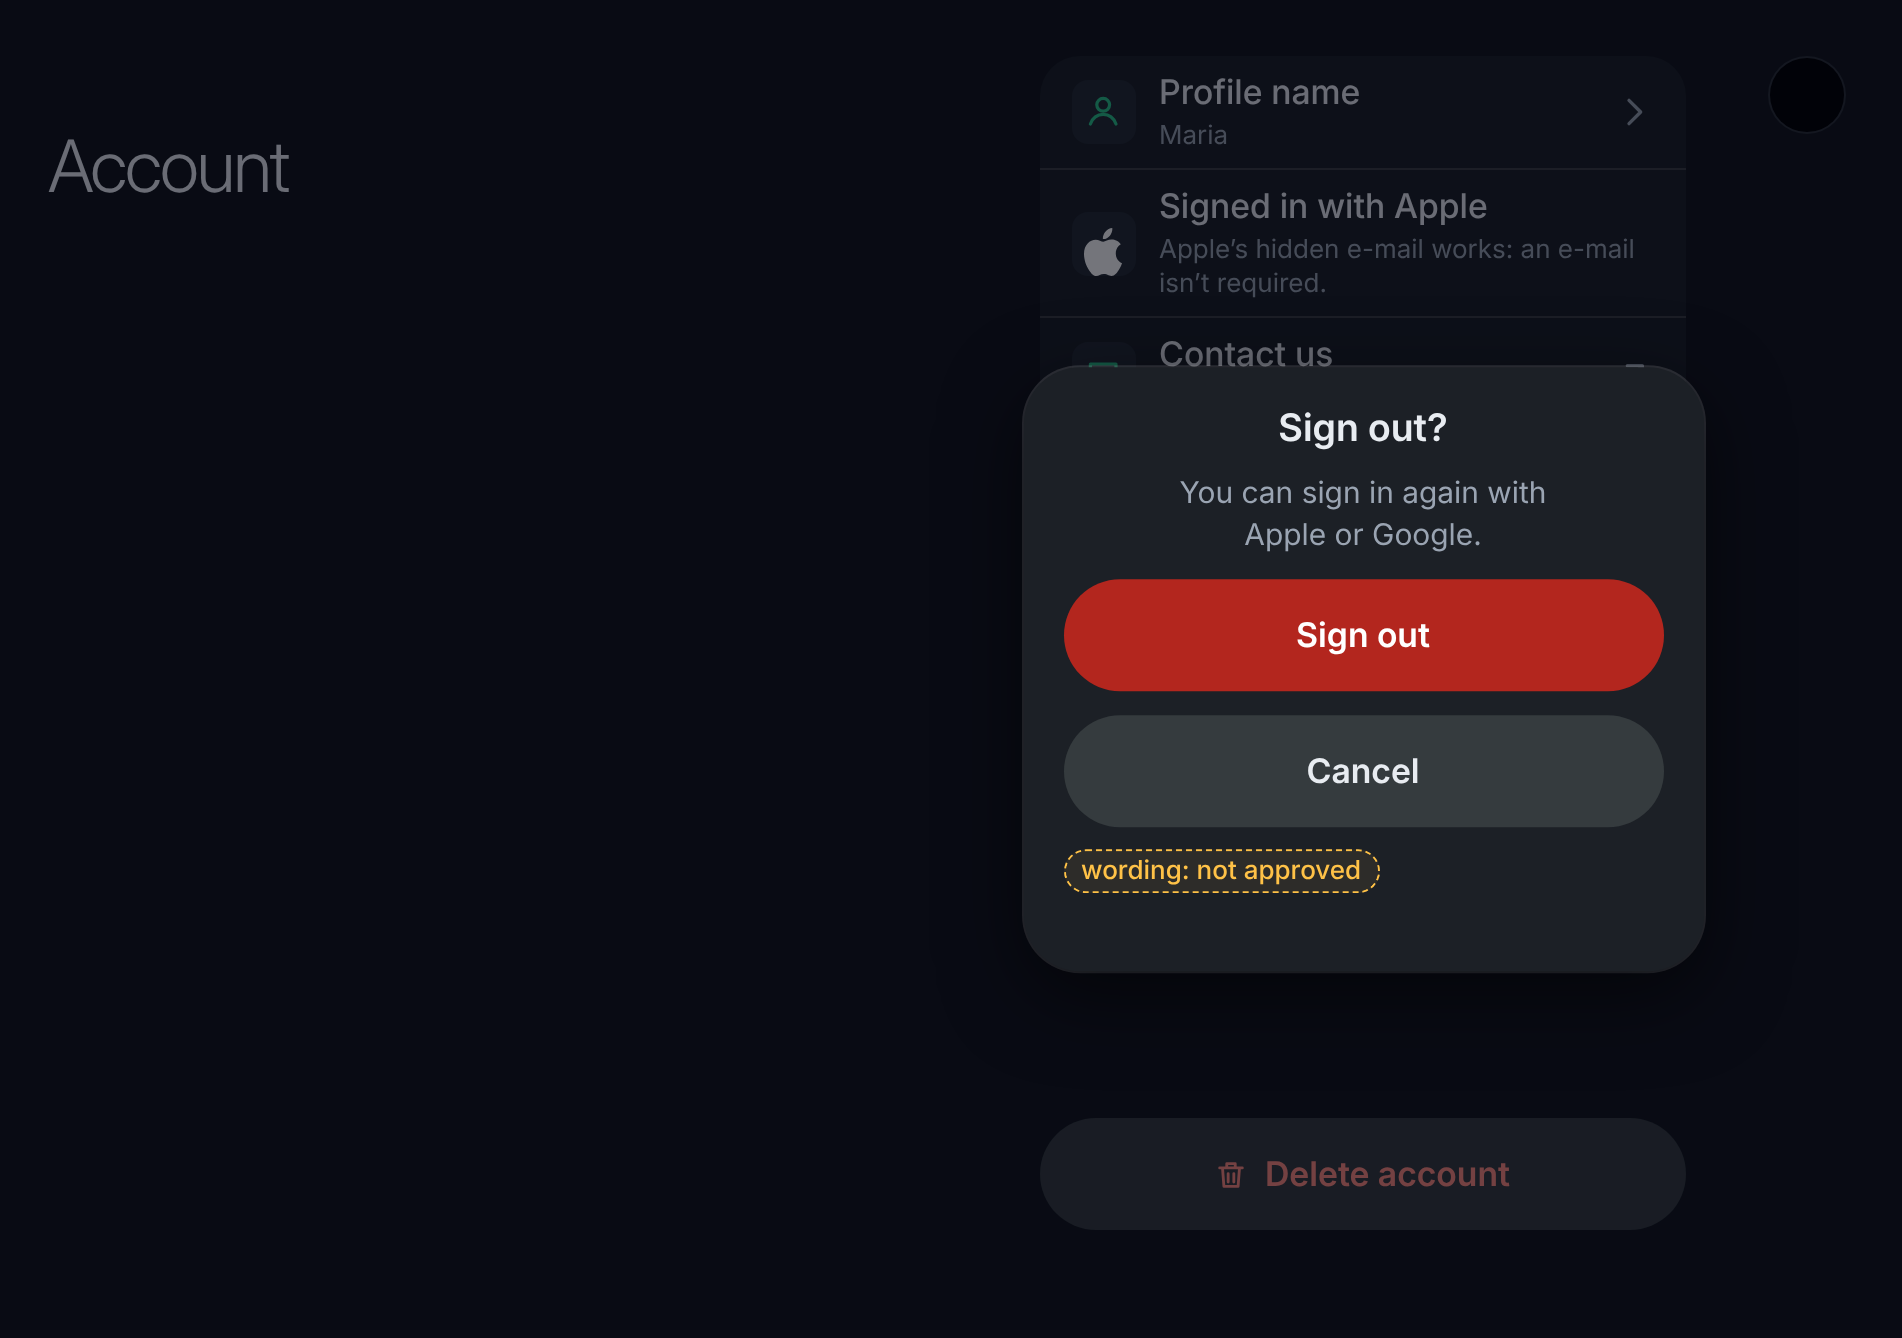 Account
Profile name
Maria
Signed in with Apple
Apple’s hidden e-mail works: an e-mail
isn’t required.
Contact us
Sign out?
You can sign in again with
Apple or Google.
Sign out
Cancel
wording: not approved
Delete account